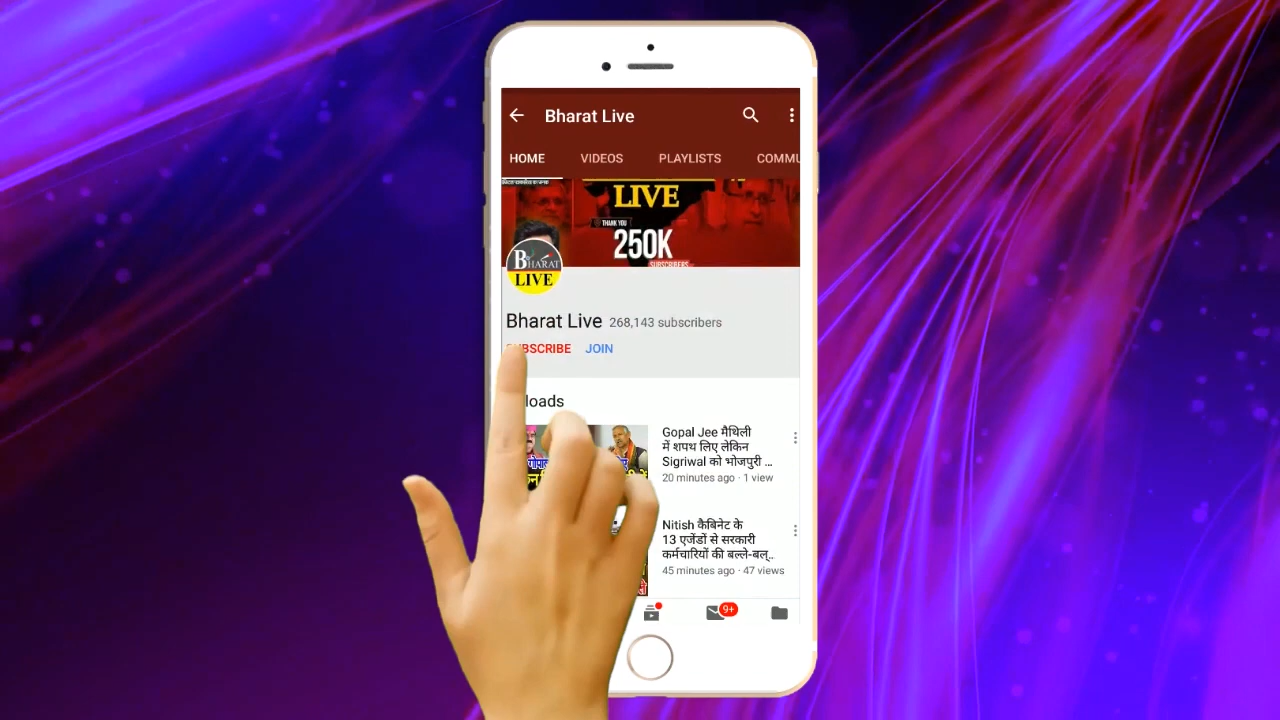 Bharat Live
HOME VIDEOS PLAYLISTS COMMU
LIVE
THANK YOU
250K
SUBSCRIBERS
BHARAT
LIVE
Bharat Live 268,143 subscribers
SUBSCRIBE JOIN
loads
Gopal Jee मैथिली
में शपथ लिए लेकिन
Sigriwal को भोजपुरी ...
20 minutes ago · 1 view
Nitish कैबिनेट के
13 एजेंडों से सरकारी
कर्मचारियों की बल्ले-बल्..
45 minutes ago · 47 views
9+